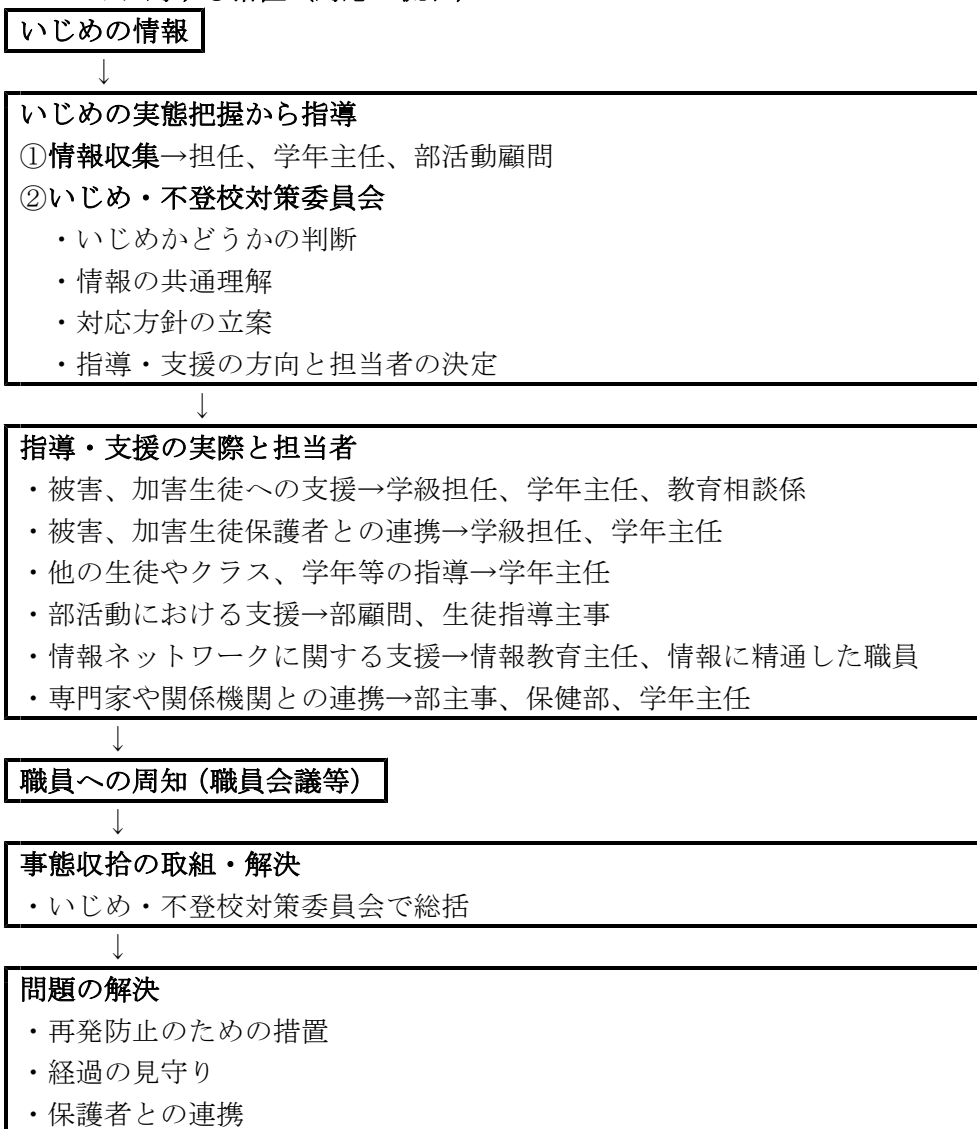 いじめの情報
↓
いじめの実態把握から指導
①情報収集→担任、学年主任、部活動顧問
②いじめ・不登校対策委員会
・いじめかどうかの判断
・情報の共通理解
・対応方針の立案
・指導・支援の方向と担当者の決定
↓
指導・支援の実際と担当者
・被害、加害生徒への支援→学級担任、学年主任、教育相談係
・被害、加害生徒保護者との連携→学級担任、学年主任
・他の生徒やクラス、学年等の指導→学年主任
・部活動における支援→部顧問、生徒指導主事
・情報ネットワークに関する支援→情報教育主任、情報に精通した職員
・専門家や関係機関との連携→部主事、保健部、学年主任
↓
職員への周知（職員会議等）
↓
事態収拾の取組・解決
・いじめ・不登校対策委員会で総括
↓
問題の解決
・再発防止のための措置
・経過の見守り
・保護者との連携